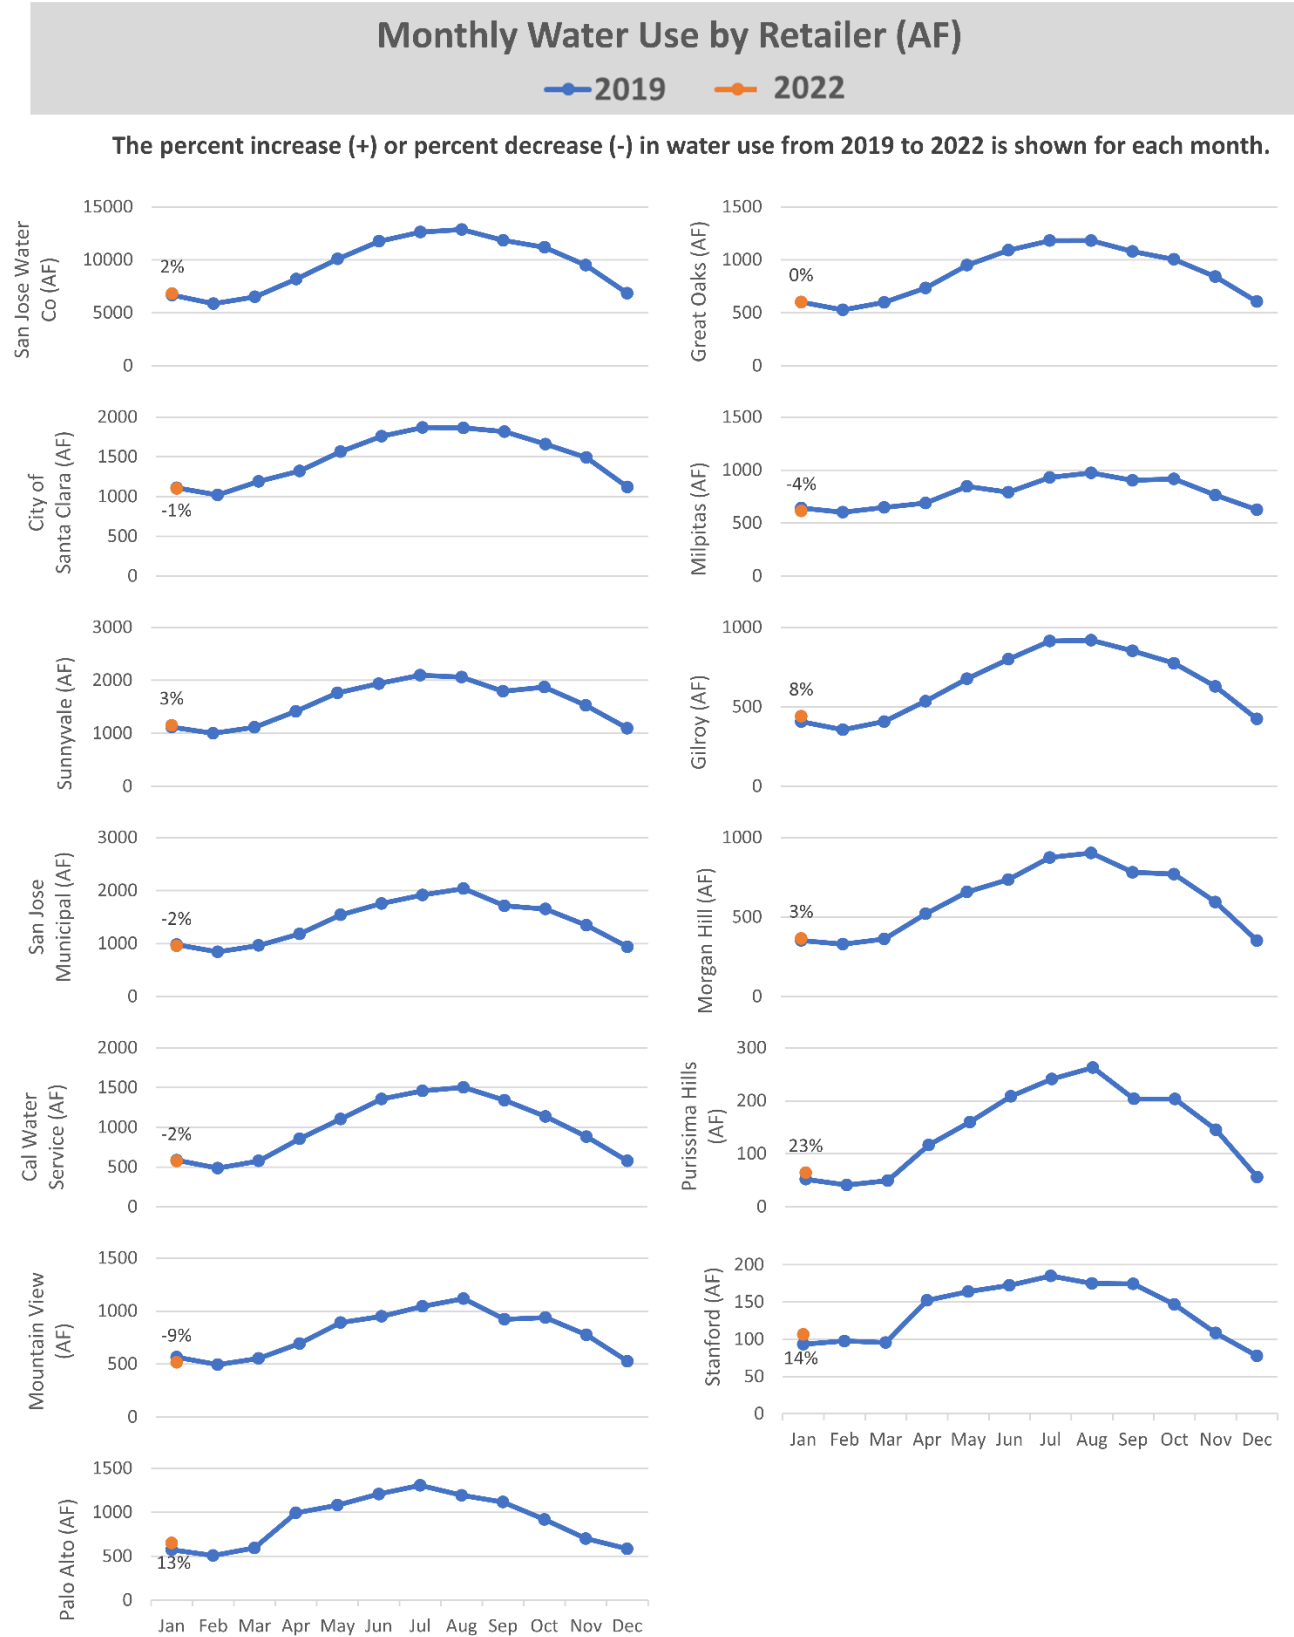 Monthly Water Use by Retailer (AF)
2019 2022
The percent increase (+) or percent decrease (-) in water use from 2019 to 2022 is shown for each month.
San Jose Water
Co (AF)
15000
10000
5000
0
2%
Great Oaks (AF)
1500
1000
500
0
0%
City of
Santa Clara (AF)
2000
1500
1000
500
0
-1%
Milpitas (AF)
1500
1000
500
0
-4%
Sunnyvale (AF)
3000
2000
1000
0
3%
Gilroy (AF)
1000
500
0
8%
San Jose
Municipal (AF)
3000
2000
1000
0
-2%
Morgan Hill (AF)
1000
500
0
3%
Cal Water
Service (AF)
2000
1500
1000
500
0
-2%
Purissima Hills
(AF)
300
200
100
0
23%
Mountain View
(AF)
1500
1000
500
0
-9%
Stanford (AF)
200
150
100
50
0
14%
Jan Feb Mar Apr May Jun Jul Aug Sep Oct Nov Dec
Palo Alto (AF)
1500
1000
500
0
13%
Jan Feb Mar Apr May Jun Jul Aug Sep Oct Nov Dec